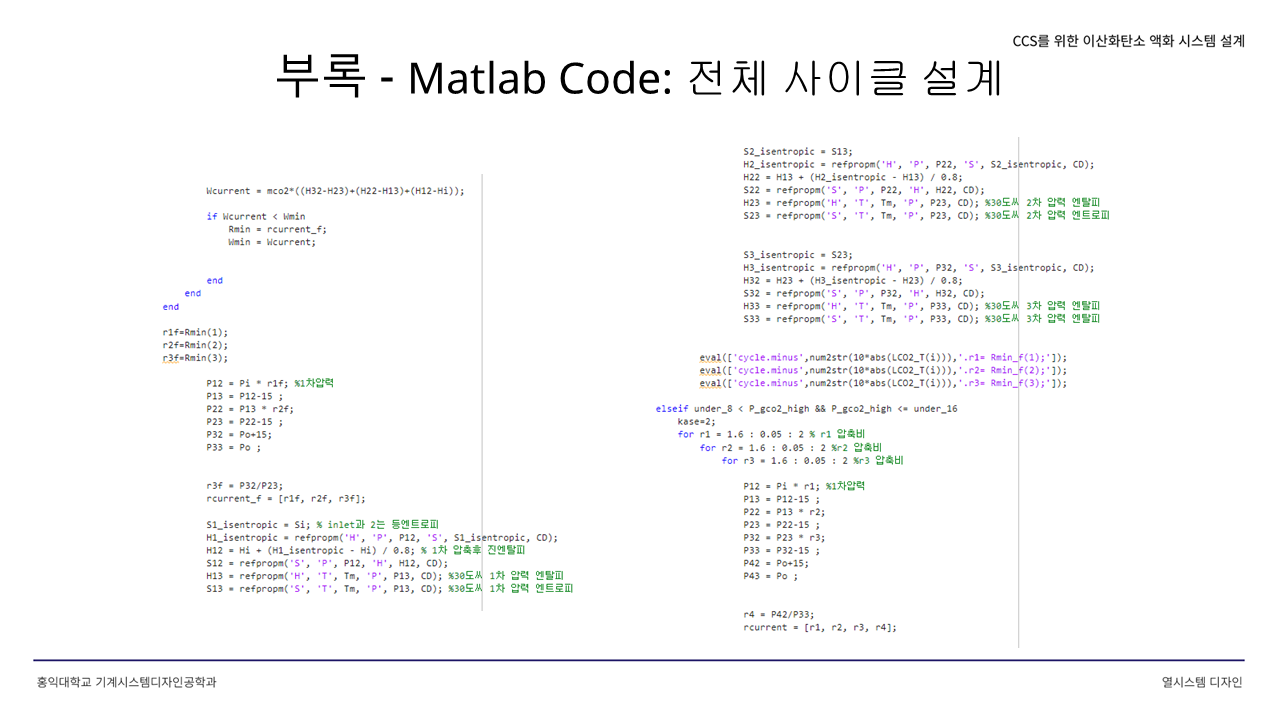 CCS를 위한 이산화탄소 액화 시스템 설계
부록 - Matlab Code: 전체 사이클 설계
Wcurrent = mco2*((H32-H23)+(H22-H13)+(H12-Hi));
if Wcurrent < Wmin
Rmin = rcurrent_f;
Wmin = Wcurrent;
end
end
end
r1f=Rmin(1);
r2f=Rmin(2);
r3f=Rmin(3);
P12 = Pi * r1f; %1차압력
P13 = P12-15 ;
P22 = P13 * r2f;
P23 = P22-15 ;
P32 = Po+15;
P33 = Po ;
r3f = P32/P23;
rcurrent_f = [r1f, r2f, r3f];
S1_isentropic = Si; % inlet과 2는 등엔트로피
H1_isentropic = refpropm('H', 'P', P12, 'S', S1_isentropic, CD);
H12 = Hi + (H1_isentropic - Hi) / 0.8; % 1차 압축후 진엔탈피
S12 = refpropm('S', 'P', P12, 'H', H12, CD);
H13 = refpropm('H', 'T', Tm, 'P', P13, CD); %30도씨 1차 압력 엔탈피
S13 = refpropm('S', 'T', Tm, 'P', P13, CD); %30도씨 1차 압력 엔트로피
S2_isentropic = S13;
H2_isentropic = refpropm('H', 'P', P22, 'S', S2_isentropic, CD);
H22 = H13 + (H2_isentropic - H13) / 0.8;
S22 = refpropm('S', 'P', P22, 'H', H22, CD);
H23 = refpropm('H', 'T', Tm, 'P', P23, CD); %30도씨 2차 압력 엔탈피
S23 = refpropm('S', 'T', Tm, 'P', P23, CD); %30도씨 2차 압력 엔트로피
S3_isentropic = S23;
H3_isentropic = refpropm('H', 'P', P32, 'S', S3_isentropic, CD);
H32 = H23 + (H3_isentropic - H23) / 0.8;
S32 = refpropm('S', 'P', P32, 'H', H32, CD);
H33 = refpropm('H', 'T', Tm, 'P', P33, CD); %30도씨 3차 압력 엔탈피
S33 = refpropm('S', 'T', Tm, 'P', P33, CD); %30도씨 3차 압력 엔탈피
eval(['cycle.minus',num2str(10*abs(LCO2_T(i))),'.r1= Rmin_f(1);']);
eval(['cycle.minus',num2str(10*abs(LCO2_T(i))),'.r2= Rmin_f(2);']);
eval(['cycle.minus',num2str(10*abs(LCO2_T(i))),'.r3= Rmin_f(3);']);
elseif under_8 < P_gco2_high && P_gco2_high <= under_16
kase=2;
for r1 = 1.6 : 0.05 : 2 % r1 압축비
for r2 = 1.6 : 0.05 : 2 %r2 압축비
for r3 = 1.6 : 0.05 : 2 %r3 압축비
P12 = Pi * r1; %1차압력
P13 = P12-15 ;
P22 = P13 * r2;
P23 = P22-15 ;
P32 = P23 * r3;
P33 = P32-15 ;
P42 = Po+15;
P43 = Po ;
r4 = P42/P33;
rcurrent = [r1, r2, r3, r4];
홍익대학교 기계시스템디자인공학과
열시스템 디자인